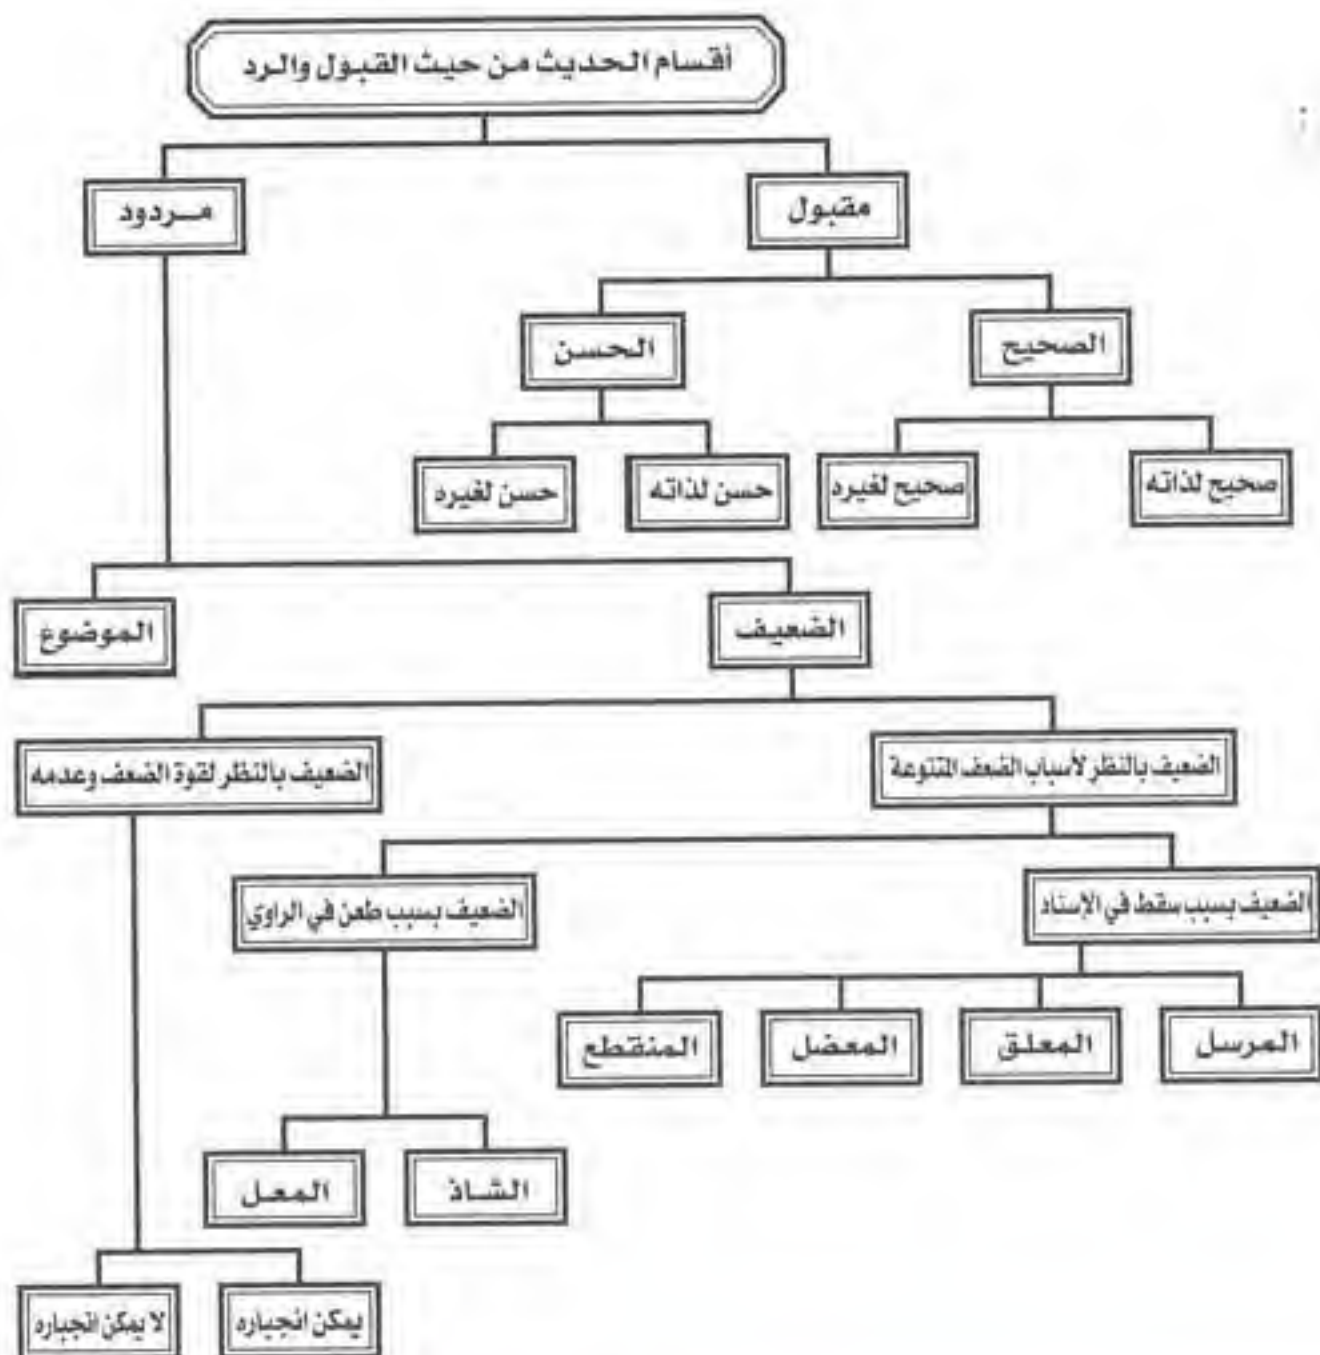 أقسام الحديث من حيث القبول والرد
مقبول
مردود
الصحيح
الحسن
صحيح لذاته
صحيح لغيره
حسن لذاته
حسن لغيره
الضعيف
الموضوع
الضعيف بالنظر لأسباب الضعف المتنوعة
الضعيف بالنظر لقوة الضعف وعدمه
الضعيف بسبب سقط في الإسناد
الضعيف بسبب طعن في الراوي
المرسل
المعلق
المعضل
المنقطع
الشاذ
المعل
يمكن انجباره
لا يمكن انجباره